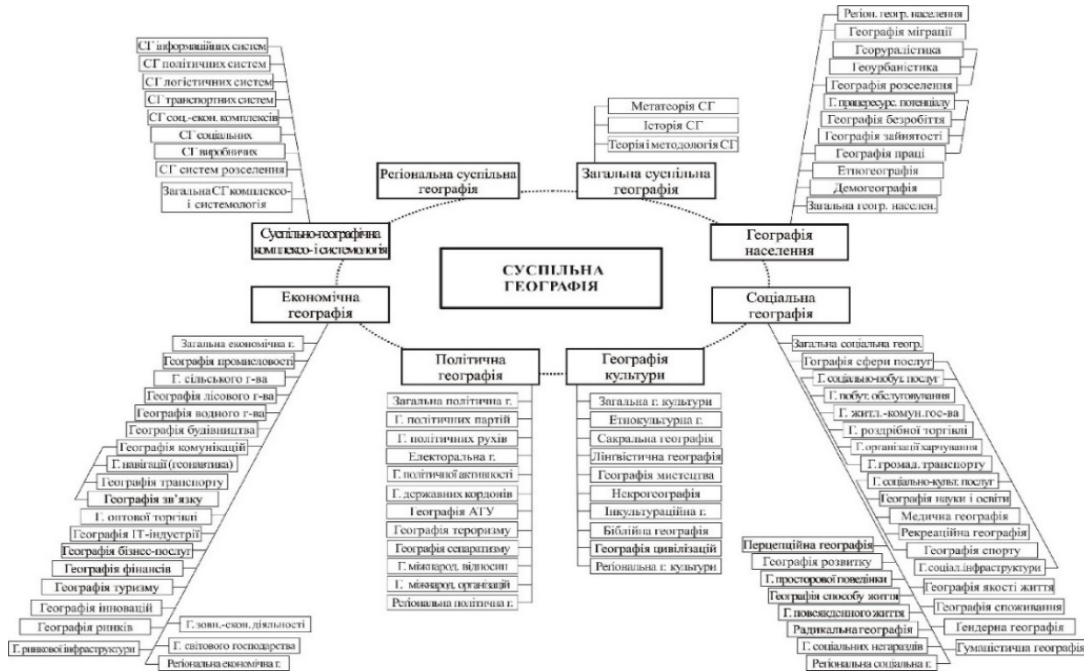 СГ інформаційних систем
СГ політичних систем
СГ логістичних систем
СГ транспортних систем
СГ соц.-екон. комплексів
СГ соціальних
СГ виробничих
СГ систем розселення
Загальна СГ комплексо-
і системологія
Суспільно-географічна
комплексо- і системологія
Регіональна суспільна
географія
Метатеорія СГ
Історія СГ
Теорія і методологія СГ
Загальна суспільна
географія
Регіон. геогр. населення
Географія міграції
Георуралістика
Геоурбаністика
Географія розселення
Г. працересурс. потенціалу
Географія безробіття
Географія зайнятості
Географія праці
Етногеографія
Демогеографія
Загальна геогр. населен.
Географія
населення
СУСПІЛЬНА
ГЕОГРАФІЯ
Економічна
географія
Загальна економічна г.
Географія промисловості
Г. сільського г-ва
Географія лісового г-ва
Географія водного г-ва
Географія будівництва
Географія комунікацій
Г. навігації (геонавтика)
Географія транспорту
Географія зв’язку
Г. оптової торгівлі
Географія ІТ-індустрії
Географія бізнес-послуг
Географія фінансів
Географія туризму
Географія інновацій
Географія ринків
Г. ринкової інфраструктури
Г. зовн.-екон. діяльності
Г. світового господарства
Регіональна економічна г.
Політична
географія
Загальна політична г.
Г. політичних партій
Г. політичних рухів
Електоральна г.
Г. політичної активності
Г. державних кордонів
Географія АТУ
Географія тероризму
Географія сепаратизму
Г. міжнарод. відносин
Г. міжнарод. організацій
Регіональна політична г.
Географія
культури
Загальна г. культури
Етнокультурна г.
Сакральна географія
Лінгвістична географія
Географія мистецтва
Некрогеографія
Інкультураційна г.
Біблійна географія
Географія цивілізацій
Регіональна г. культури
Соціальна
географія
Загальна соціальна геогр.
Географія сфери послуг
Г. соціально-побут. послуг
Г. побут. обслуговування
Г. житл.-комун.гос-ва
Г. роздрібної торгівлі
Г. організації харчування
Г. громад. транспорту
Г. соціально-культ. послуг
Географія науки і освіти
Медична географія
Рекреаційна географія
Географія спорту
Г. соціал.інфраструктури
Географія якості життя
Географія споживання
Гендерна географія
Гуманістична географія
Перцепційна географія
Географія розвитку
Г. просторової поведінки
Географія способу життя
Г. повсякденного життя
Радикальна географія
Г. соціальних негараздів
Регіональна соціальна г.